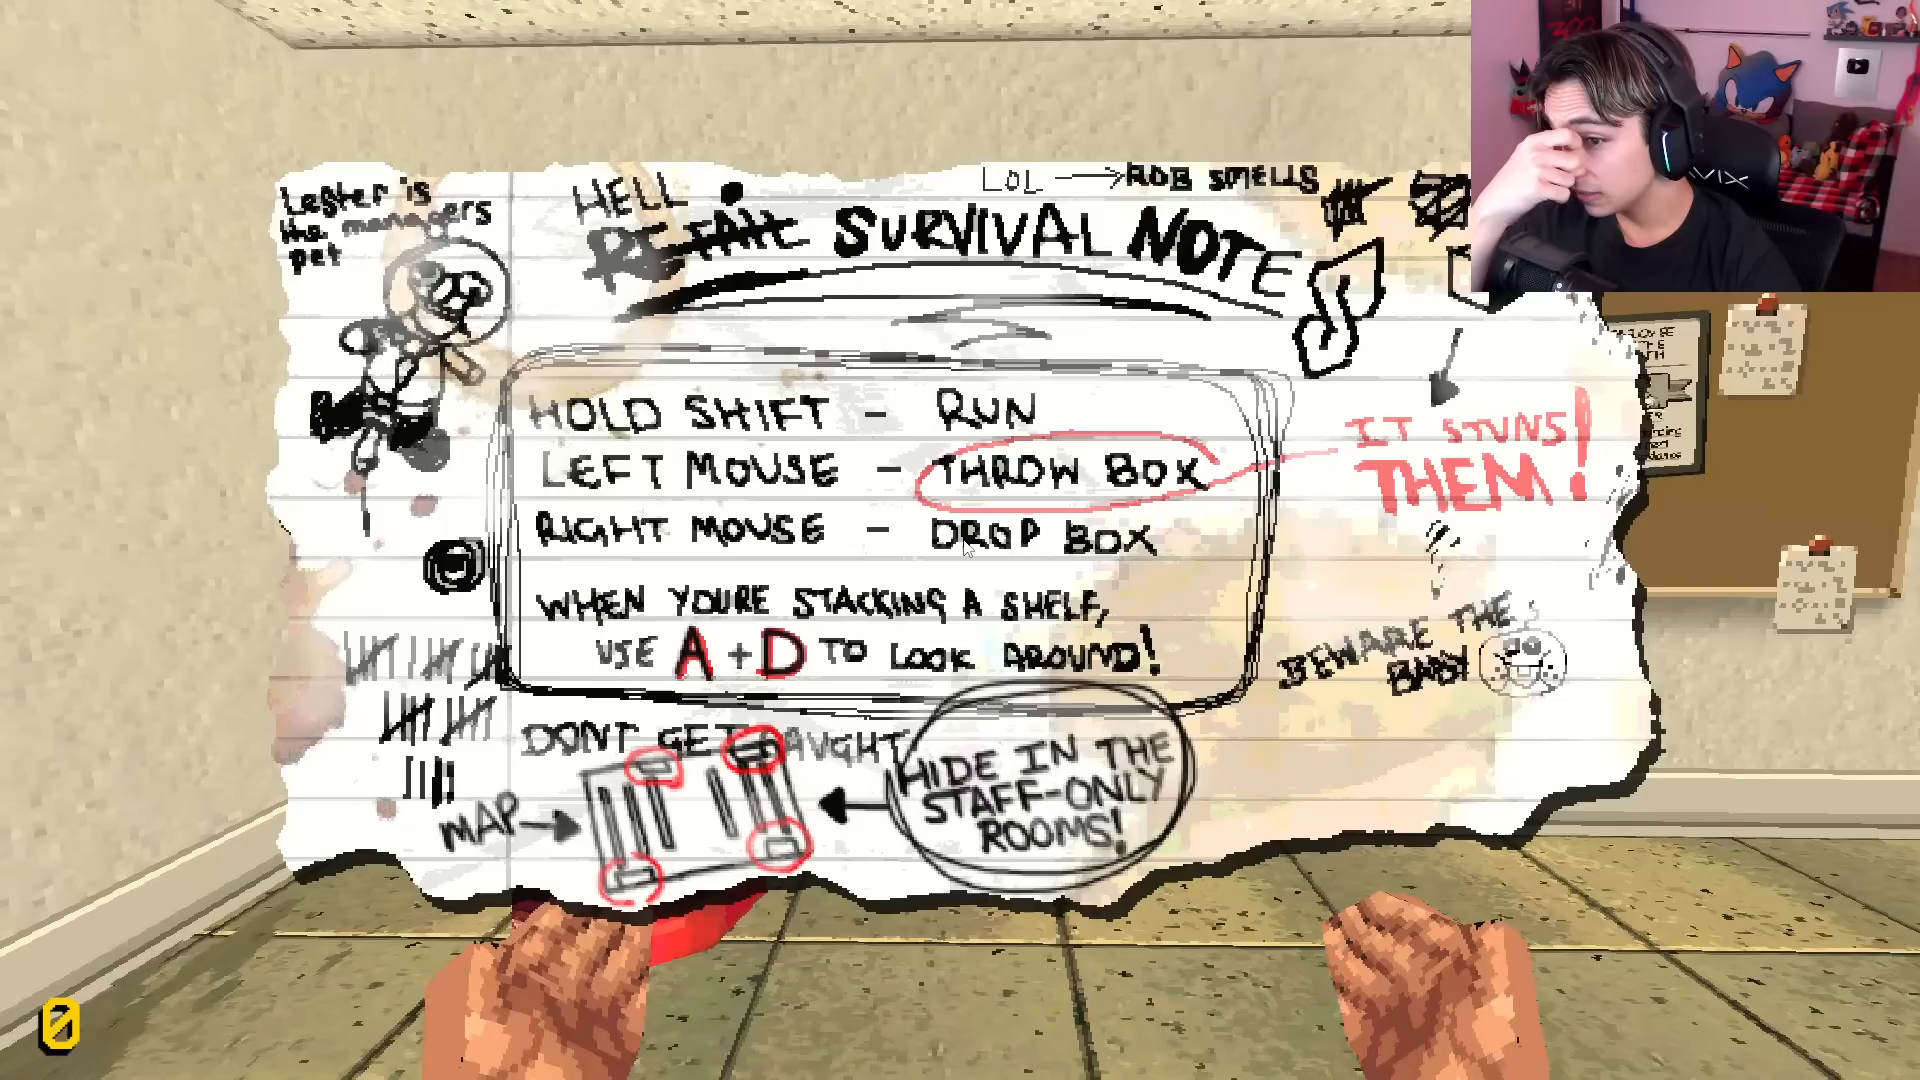 Lester is
the managers
pet
LOL → ROB SMELLS
HELL
RETAIL SURVIVAL NOTE
HOLD SHIFT - RUN
LEFT MOUSE - THROW BOX
RIGHT MOUSE - DROP BOX
WHEN YOURE STACKING A SHELF,
USE A + D TO LOOK AROUND!
IT STUNS
THEM!
BEWARE THE
BABY
DONT GET CAUGHT
MAP
HIDE IN THE
STAFF-ONLY
ROOMS!
VIX
0